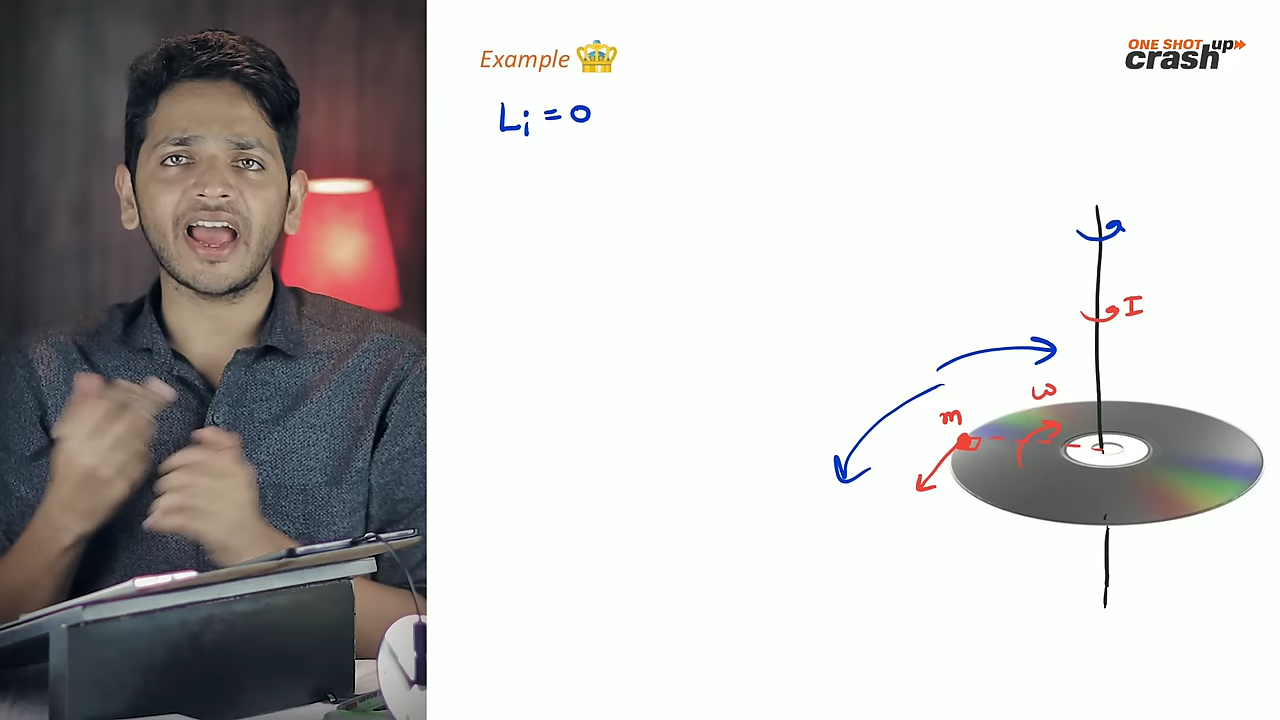 Example
ONE SHOT
crash up
Li = 0
I
ω
m